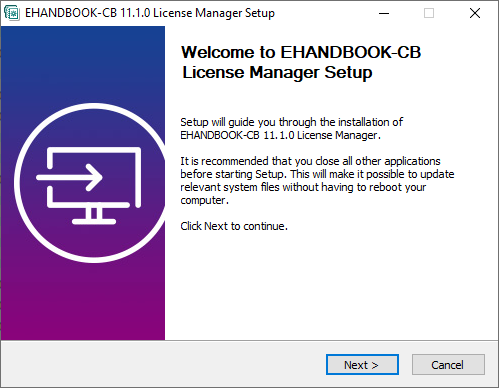 EHANDBOOK-CB 11.1.0 License Manager Setup
Welcome to EHANDBOOK-CB
License Manager Setup
Setup will guide you through the installation of
EHANDBOOK-CB 11.1.0 License Manager.
It is recommended that you close all other applications
before starting Setup. This will make it possible to update
relevant system files without having to reboot your
computer.
Click Next to continue.
Next >
Cancel